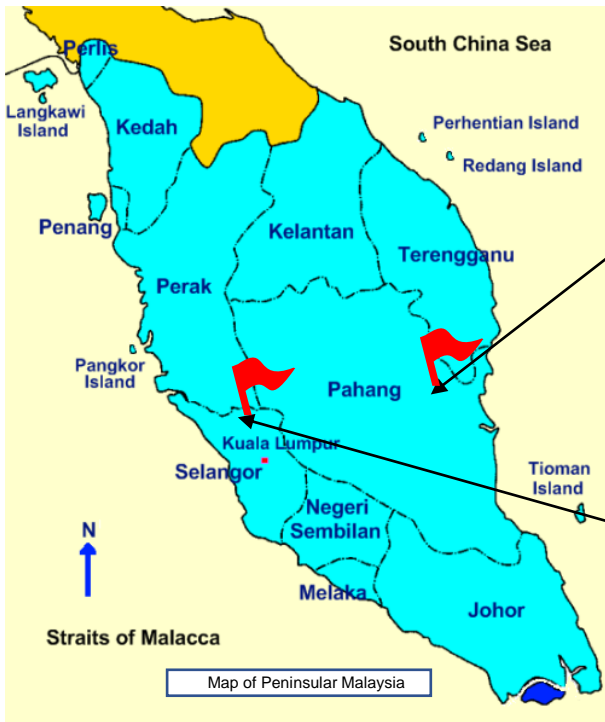 Perlis
South China Sea
Langkawi
Island
Kedah
Perhentian Island
Redang Island
Penang
Kelantan
Terengganu
Perak
Pangkor
Island
Pahang
Kuala Lumpur
Selangor
Tioman
Island
Negeri
Sembilan
N
Melaka
Johor
Straits of Malacca
Map of Peninsular Malaysia